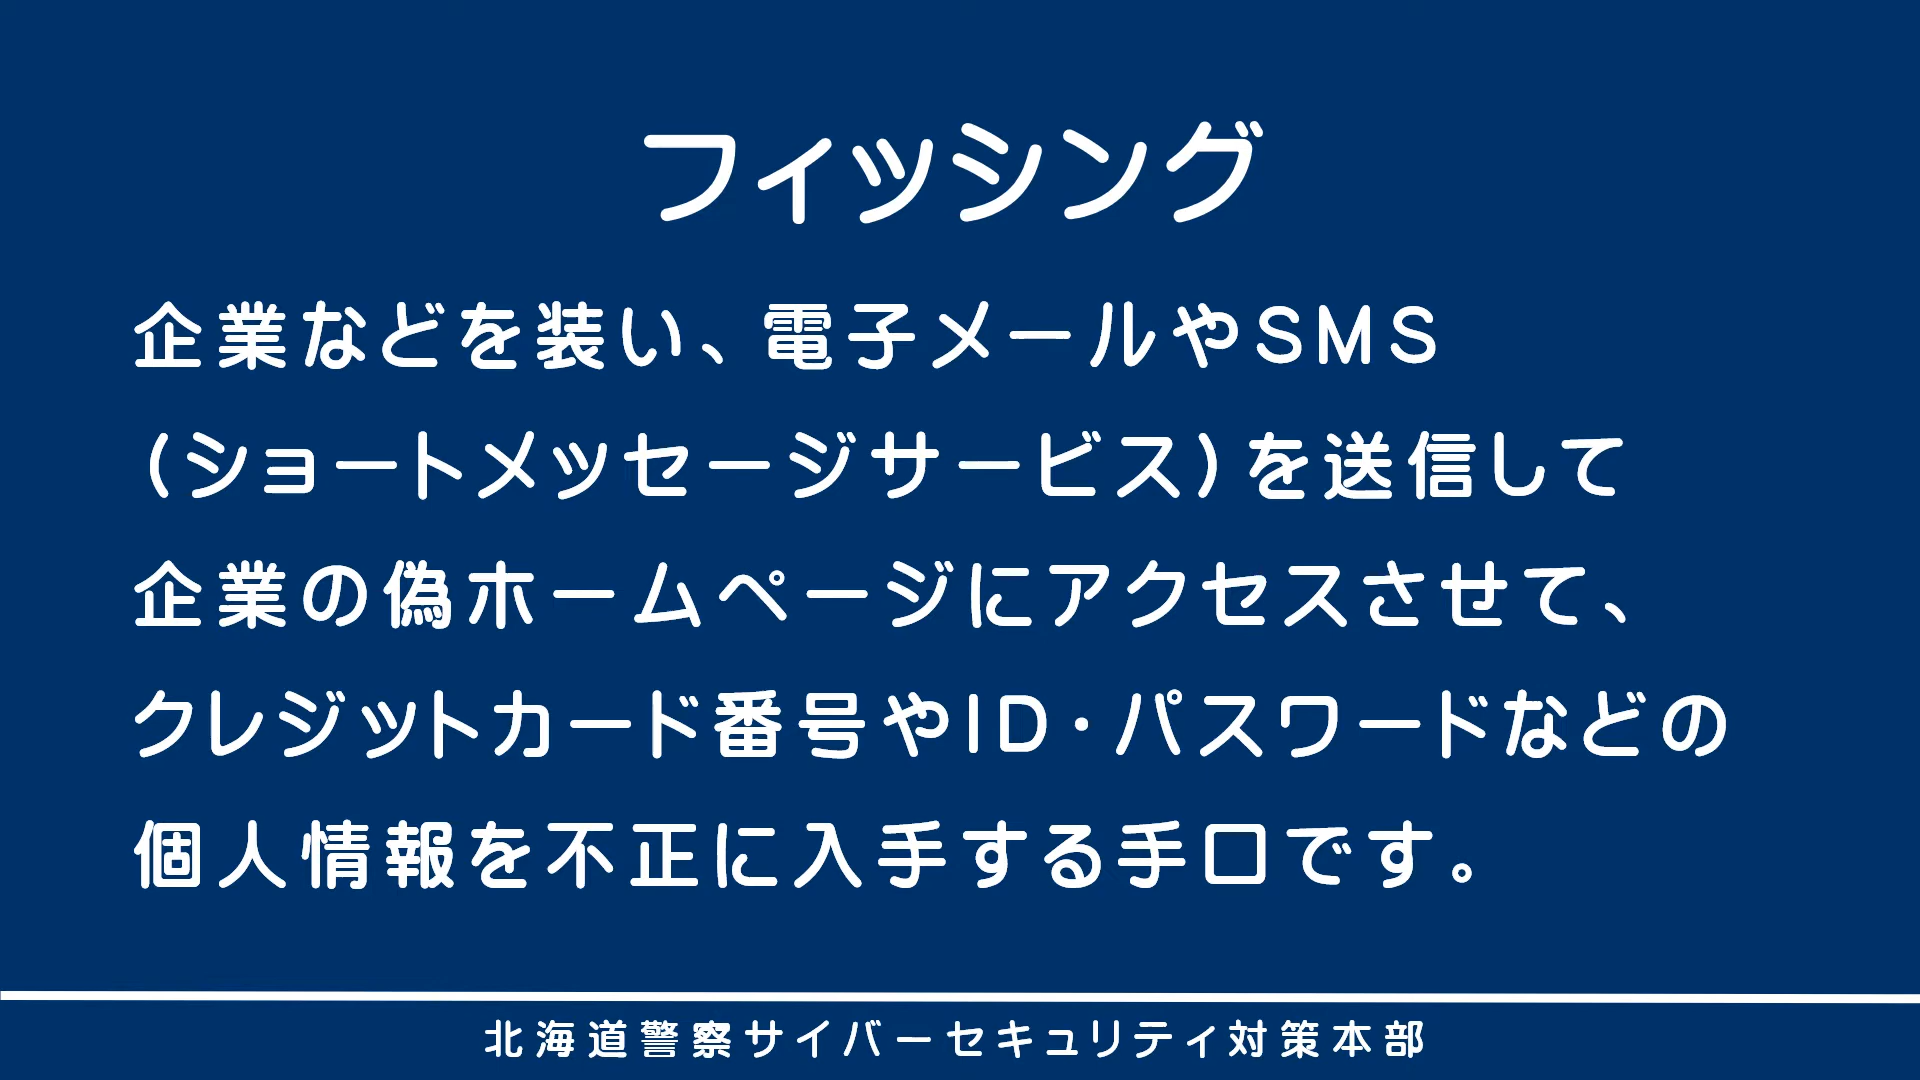 フィッシング
企業などを装い、電子メールやSMS
(ショートメッセージサービス)を送信して
企業の偽ホームページにアクセスさせて、
クレジットカード番号やID・パスワードなどの
個人情報を不正に入手する手口です。
北海道警察サイバーセキュリティ対策本部